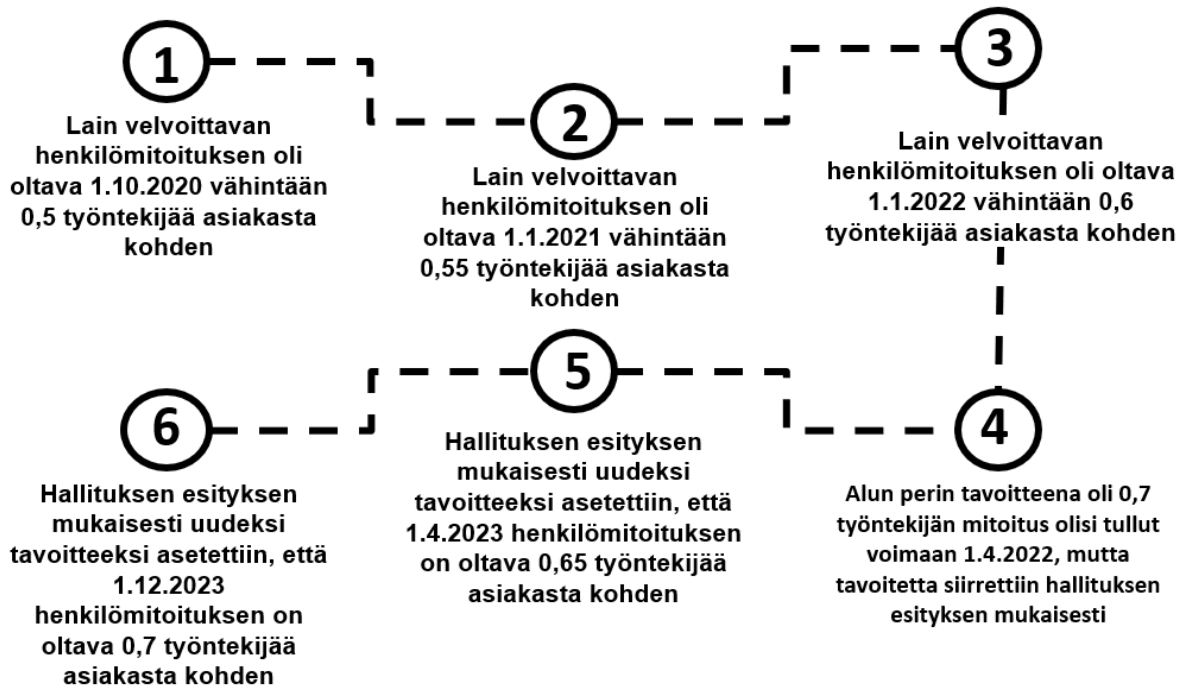 1
Lain velvoittavan
henkilömitoituksen oli
oltava 1.10.2020 vähintään
0,5 työntekijää asiakasta
kohden
2
Lain velvoittavan
henkilömitoituksen oli
oltava 1.1.2021 vähintään
0,55 työntekijää asiakasta
kohden
3
Lain velvoittavan
henkilömitoituksen oli oltava
1.1.2022 vähintään 0,6
työntekijää asiakasta kohden
4
Alun perin tavoitteena oli 0,7
työntekijän mitoitus olisi tullut
voimaan 1.4.2022, mutta
tavoitetta siirrettiin hallituksen
esityksen mukaisesti
5
Hallituksen esityksen
mukaisesti uudeksi
tavoitteeksi asetettiin, että
1.4.2023 henkilömitoituksen
on oltava 0,65 työntekijää
asiakasta kohden
6
Hallituksen esityksen
mukaisesti uudeksi
tavoitteeksi asetettiin, että
1.12.2023
henkilömitoituksen on
oltava 0,7 työntekijää
asiakasta kohden